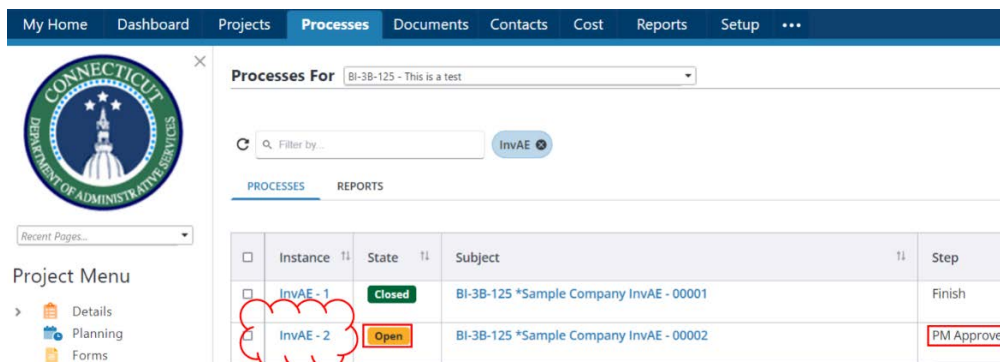 My Home Dashboard Projects Processes Documents Contacts Cost Reports Setup •••
CONNECTICUT
DEPARTMENT OF ADMINISTRATIVE SERVICES
Processes For BI-3B-125 - This is a test
Filter by... InvAE
PROCESSES REPORTS
Recent Pages...
Project Menu
Details
Planning
Forms
Instance State Subject Step
InvAE - 1 Closed BI-3B-125 *Sample Company InvAE - 00001 Finish
InvAE - 2 Open BI-3B-125 *Sample Company InvAE - 00002 PM Approve